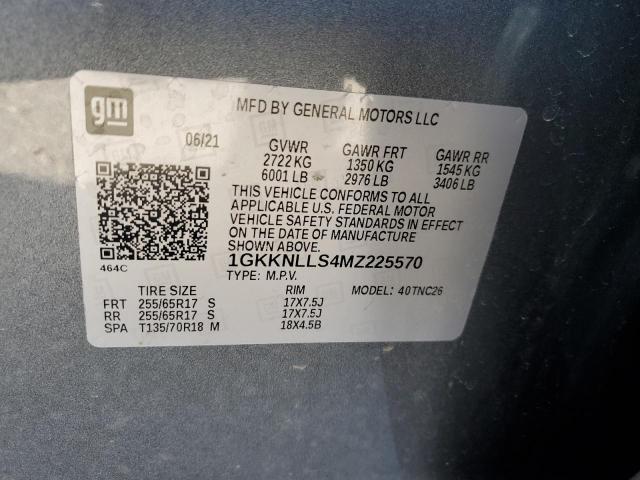 gm
MFD BY GENERAL MOTORS LLC
06/21
GVWR GAWR FRT GAWR RR
2722 KG 1350 KG 1545 KG
6001 LB 2976 LB 3406 LB
THIS VEHICLE CONFORMS TO ALL
APPLICABLE U.S. FEDERAL MOTOR
VEHICLE SAFETY STANDARDS IN EFFECT
ON THE DATE OF MANUFACTURE
SHOWN ABOVE.
464C
1GKKNLLS4MZ225570
TYPE: M.P.V.
TIRE SIZE RIM MODEL: 40TNC26
FRT 255/65R17 S 17X7.5J
RR 255/65R17 S 17X7.5J
SPA T135/70R18 M 18X4.5B